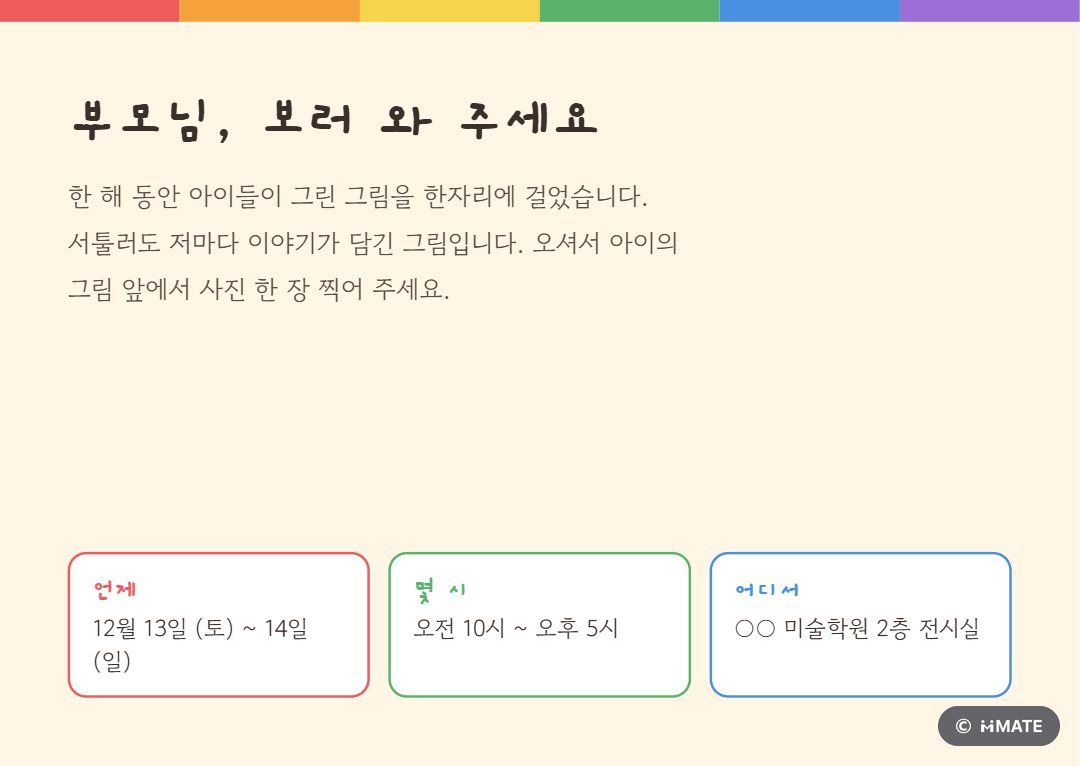 부모님, 보러 와 주세요
한 해 동안 아이들이 그린 그림을 한자리에 걸었습니다.
서툴러도 저마다 이야기가 담긴 그림입니다. 오셔서 아이의
그림 앞에서 사진 한 장 찍어 주세요.
언제
12월 13일 (토) ~ 14일
(일)
몇 시
오전 10시 ~ 오후 5시
어디서
○○ 미술학원 2층 전시실
© MMATE